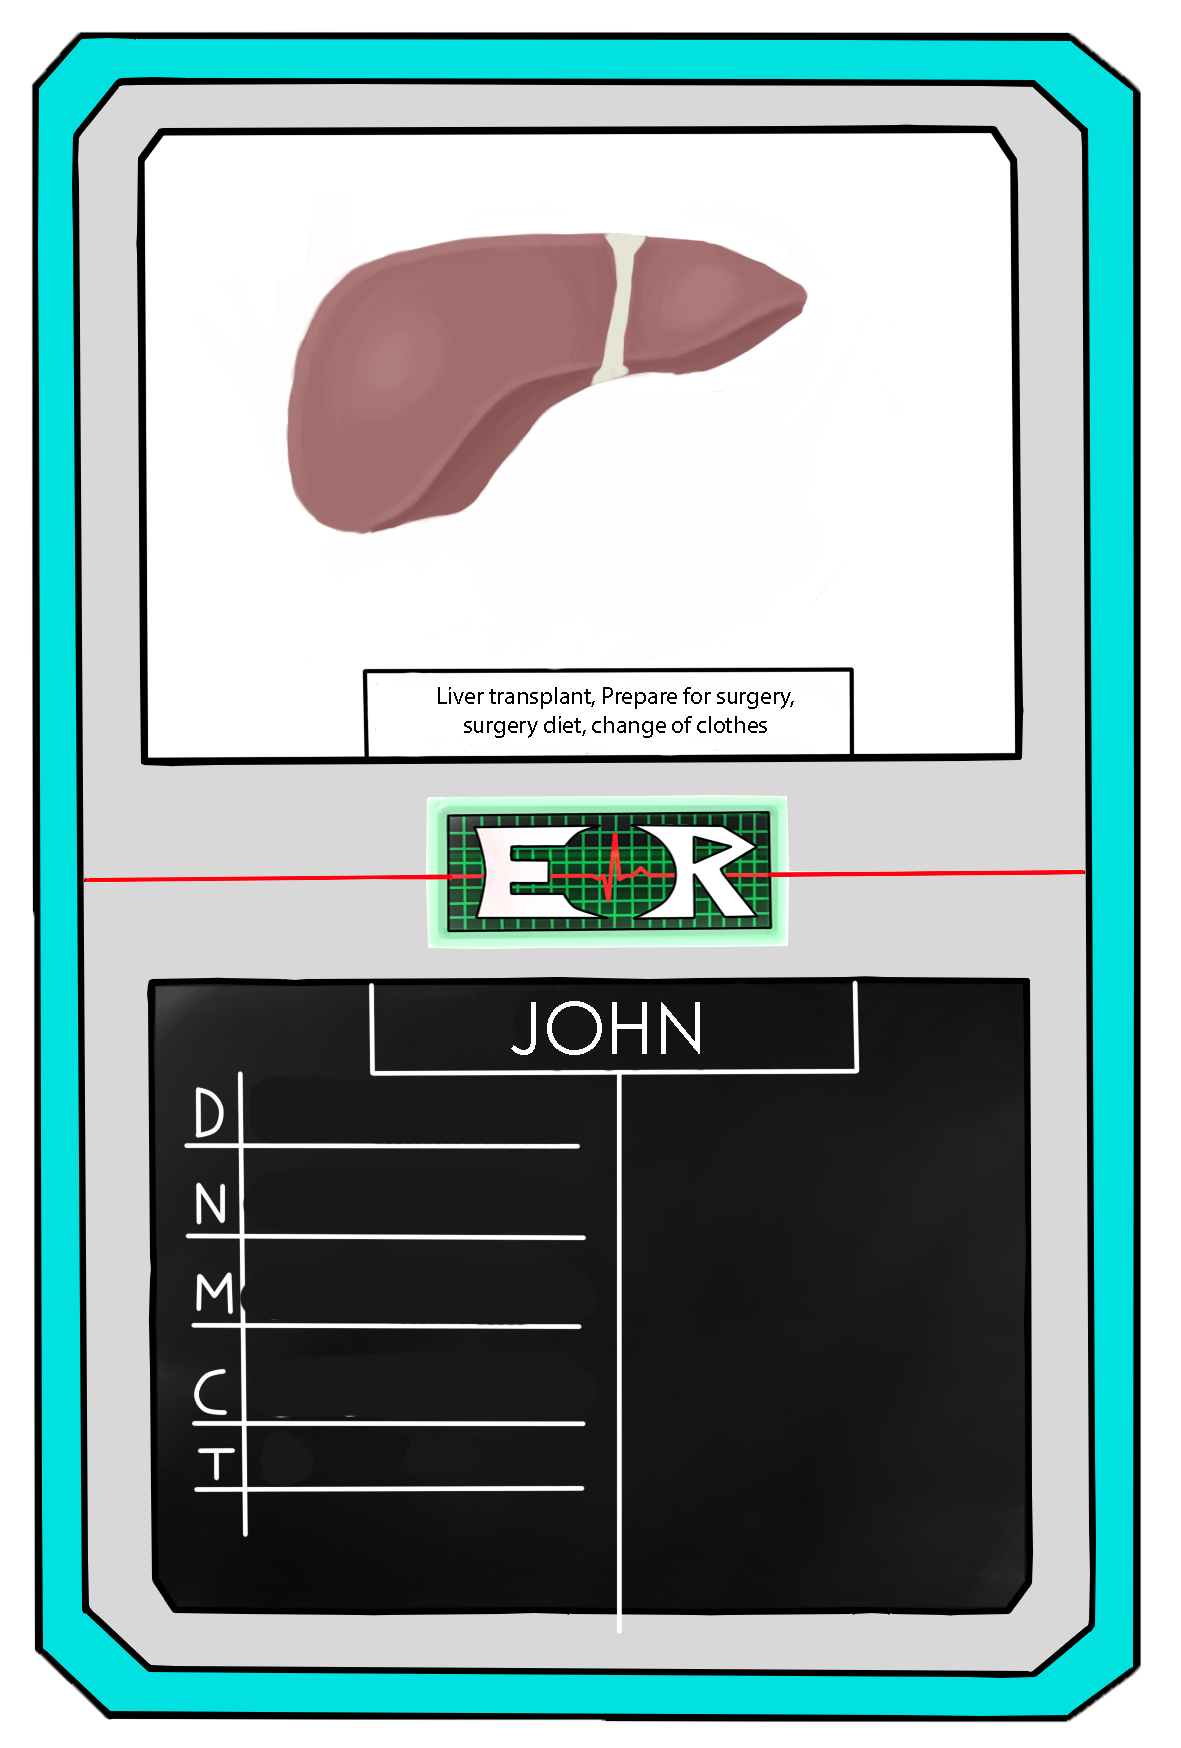 Liver transplant, Prepare for surgery,
surgery diet, change of clothes
ER
JOHN
D
N
M
C
T